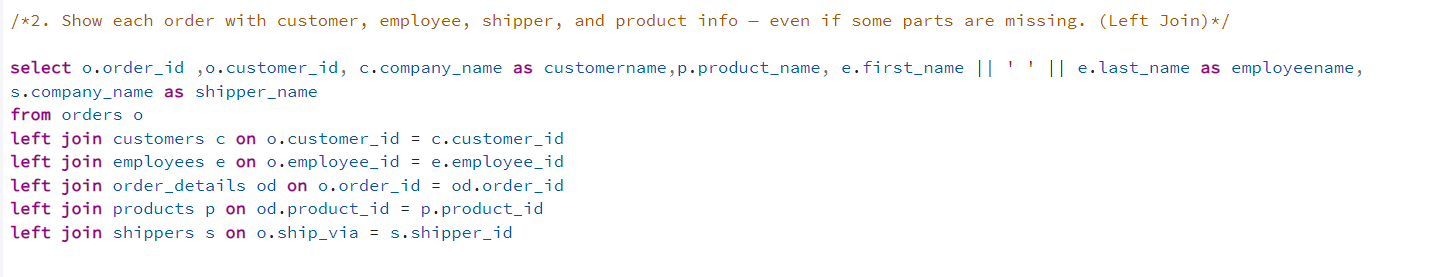 /*2. Show each order with customer, employee, shipper, and product info — even if some parts are missing. (Left Join)*/
select o.order_id ,o.customer_id, c.company_name as customername,p.product_name, e.first_name || ' ' || e.last_name as employeename,
s.company_name as shipper_name
from orders o
left join customers c on o.customer_id = c.customer_id
left join employees e on o.employee_id = e.employee_id
left join order_details od on o.order_id = od.order_id
left join products p on od.product_id = p.product_id
left join shippers s on o.ship_via = s.shipper_id